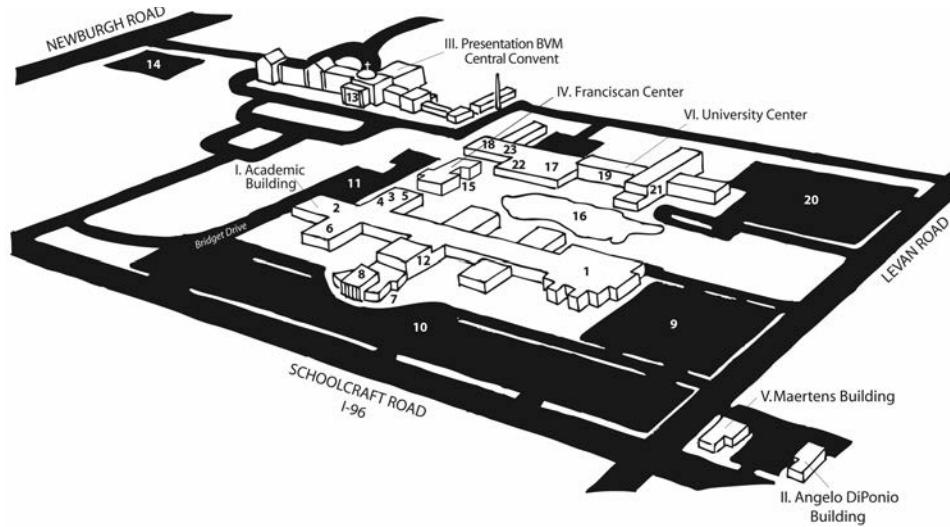 NEWBURGH ROAD
14
III. Presentation BVM
Central Convent
13
IV. Franciscan Center
VI. University Center
18
23
22
17
19
21
I. Academic
Building
11
15
3
5
4
2
16
20
6
Bridget Drive
LEVAN ROAD
12
8
7
1
10
9
SCHOOLCRAFT ROAD
I-96
V. Maertens Building
II. Angelo DiPonio
Building